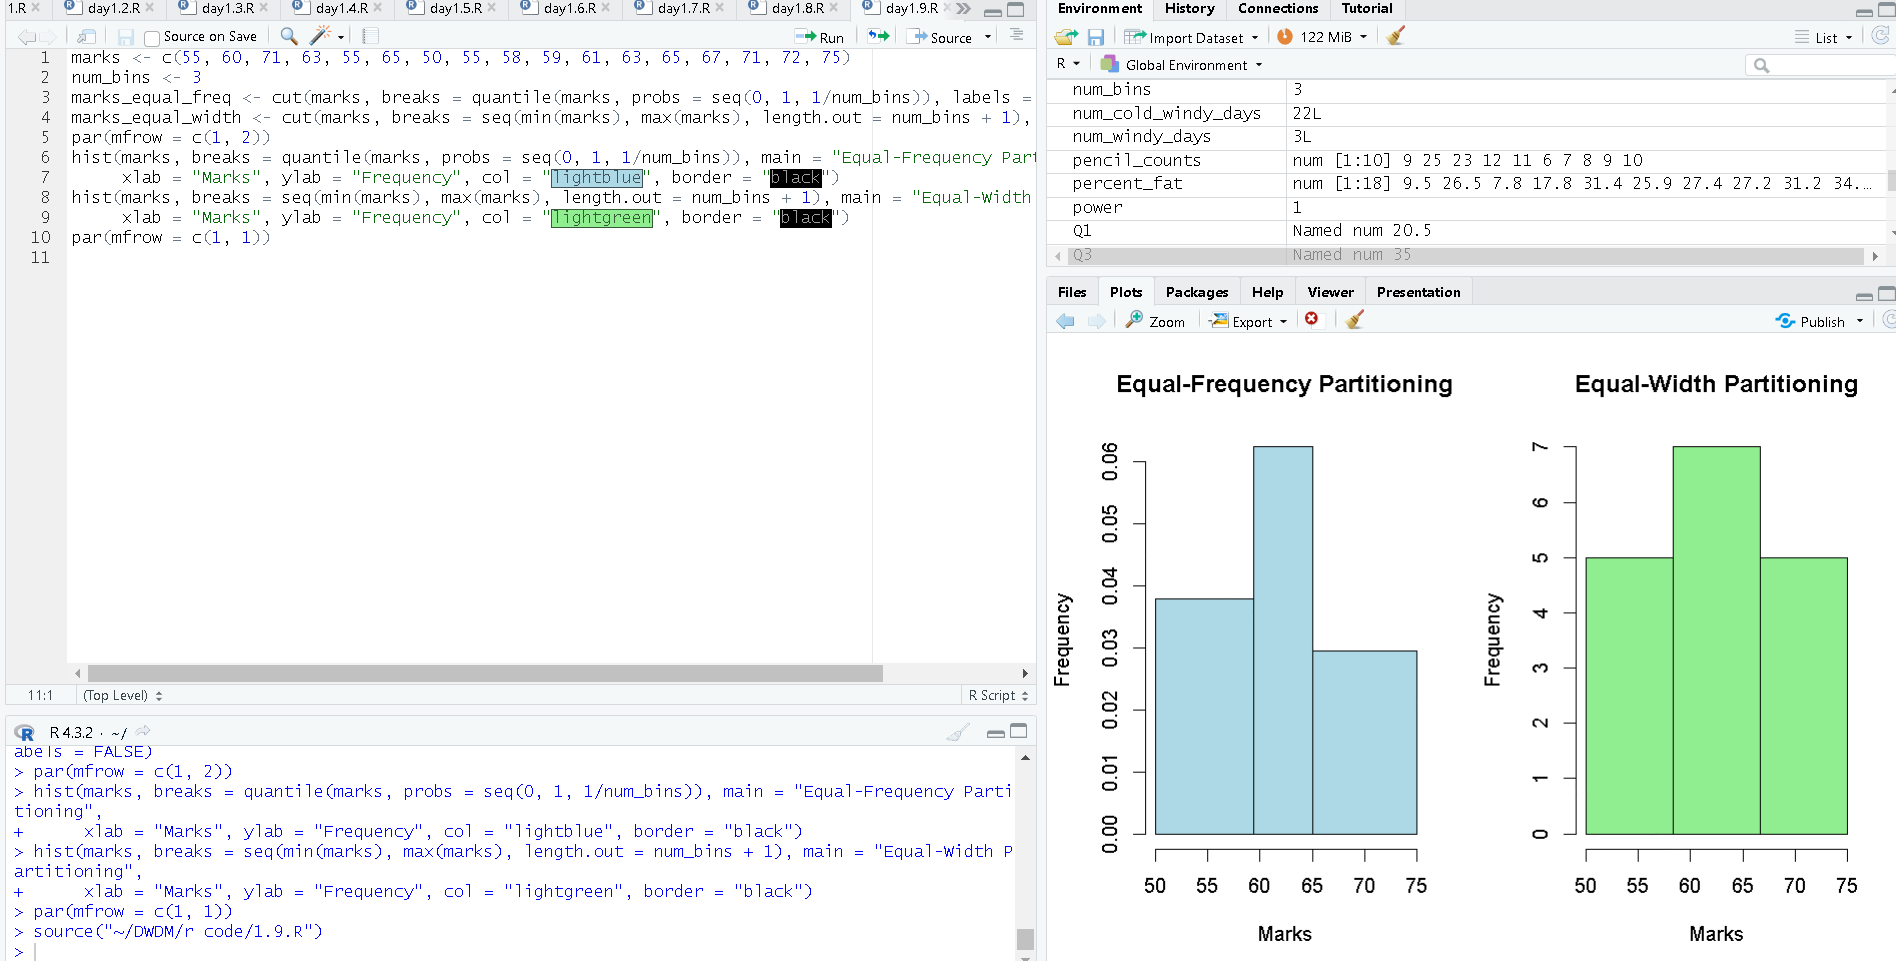 1.R
day1.2.R
day1.3.R
day1.4.R
day1.5.R
day1.6.R
day1.7.R
day1.8.R
day1.9.R
Source on Save
Run
Source
1 marks <- c(55, 60, 71, 63, 55, 65, 50, 55, 58, 59, 61, 63, 65, 67, 71, 72, 75)
2 num_bins <- 3
3 marks_equal_freq <- cut(marks, breaks = quantile(marks, probs = seq(0, 1, 1/num_bins)), labels =
4 marks_equal_width <- cut(marks, breaks = seq(min(marks), max(marks), length.out = num_bins + 1),
5 par(mfrow = c(1, 2))
6 hist(marks, breaks = quantile(marks, probs = seq(0, 1, 1/num_bins)), main = "Equal-Frequency Part
7 xlab = "Marks", ylab = "Frequency", col = "lightblue", border = "black")
8 hist(marks, breaks = seq(min(marks), max(marks), length.out = num_bins + 1), main = "Equal-Width
9 xlab = "Marks", ylab = "Frequency", col = "lightgreen", border = "black")
10 par(mfrow = c(1, 1))
11
11:1 (Top Level) R Script
R 4.3.2 · ~/
abels = FALSE)
> par(mfrow = c(1, 2))
> hist(marks, breaks = quantile(marks, probs = seq(0, 1, 1/num_bins)), main = "Equal-Frequency Parti
tioning",
+ xlab = "Marks", ylab = "Frequency", col = "lightblue", border = "black")
> hist(marks, breaks = seq(min(marks), max(marks), length.out = num_bins + 1), main = "Equal-Width P
artitioning",
+ xlab = "Marks", ylab = "Frequency", col = "lightgreen", border = "black")
> par(mfrow = c(1, 1))
> source("~/DWDM/r code/1.9.R")
>
Environment History Connections Tutorial
Import Dataset 122 MiB List
R Global Environment
num_bins 3
num_cold_windy_days 22L
num_windy_days 3L
pencil_counts num [1:10] 9 25 23 12 11 6 7 8 9 10
percent_fat num [1:18] 9.5 26.5 7.8 17.8 31.4 25.9 27.4 27.2 31.2 34.…
power 1
Q1 Named num 20.5
Q3 Named num 35
Files Plots Packages Help Viewer Presentation
Zoom Export Publish
Equal-Frequency Partitioning
Frequency
0.00 0.01 0.02 0.03 0.04 0.05 0.06
50 55 60 65 70 75
Marks
Equal-Width Partitioning
Frequency
0 1 2 3 4 5 6 7
50 55 60 65 70 75
Marks